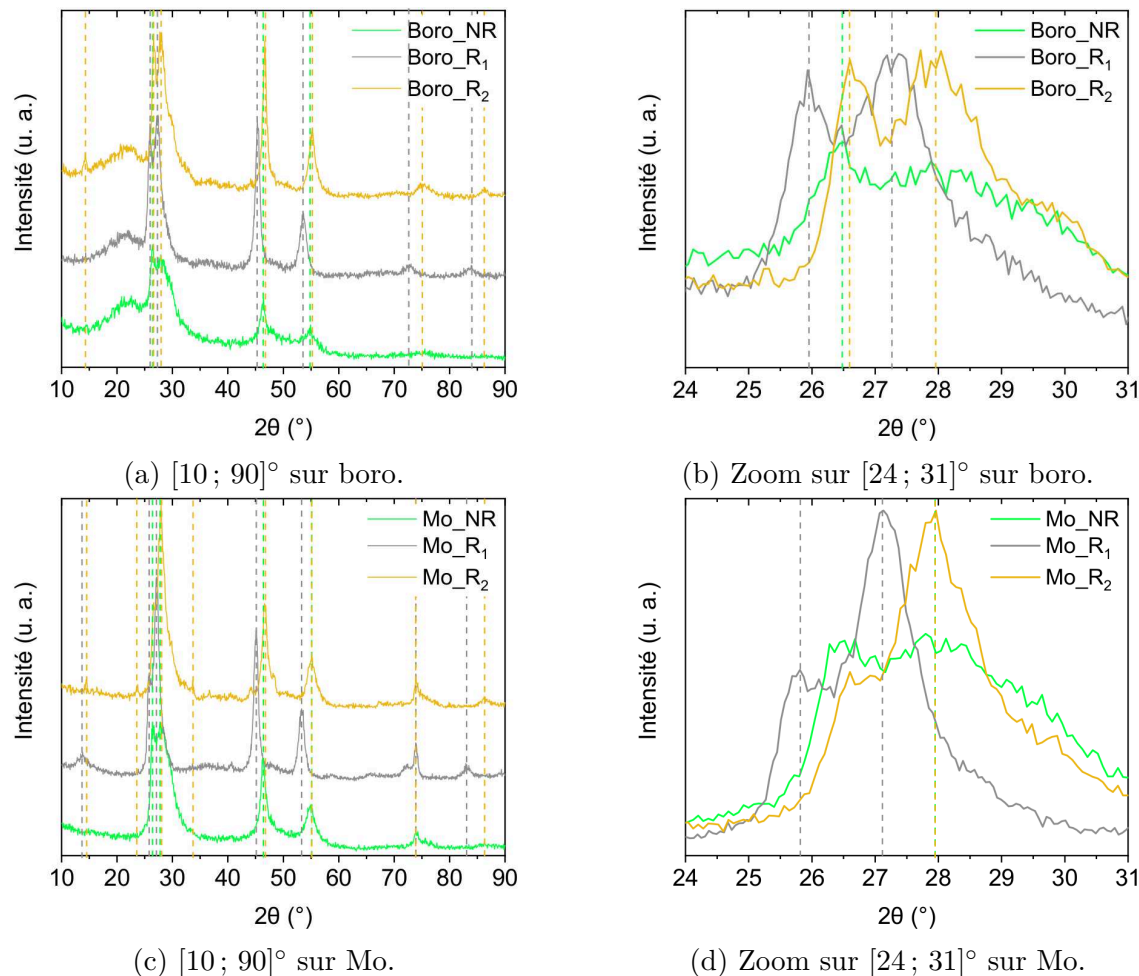 Intensité (u. a.)
Boro_NR
Boro_R₁
Boro_R₂
10 20 30 40 50 60 70 80 90
2θ (°)
(a) [10 ; 90]° sur boro.
Intensité (u. a.)
Boro_NR
Boro_R₁
Boro_R₂
24 25 26 27 28 29 30 31
2θ (°)
(b) Zoom sur [24 ; 31]° sur boro.
Intensité (u. a.)
Mo_NR
Mo_R₁
Mo_R₂
10 20 30 40 50 60 70 80 90
2θ (°)
(c) [10 ; 90]° sur Mo.
Intensité (u. a.)
Mo_NR
Mo_R₁
Mo_R₂
24 25 26 27 28 29 30 31
2θ (°)
(d) Zoom sur [24 ; 31]° sur Mo.